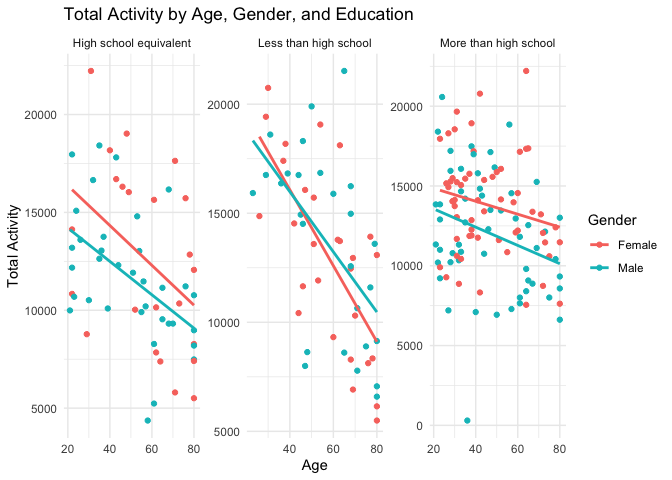 Total Activity by Age, Gender, and Education
High school equivalent
Less than high school
More than high school
Total Activity
20000
15000
10000
5000
20000
15000
10000
5000
20000
15000
10000
5000
0
20 40 60 80
40 60 80
20 40 60 80
Age
Gender
Female
Male